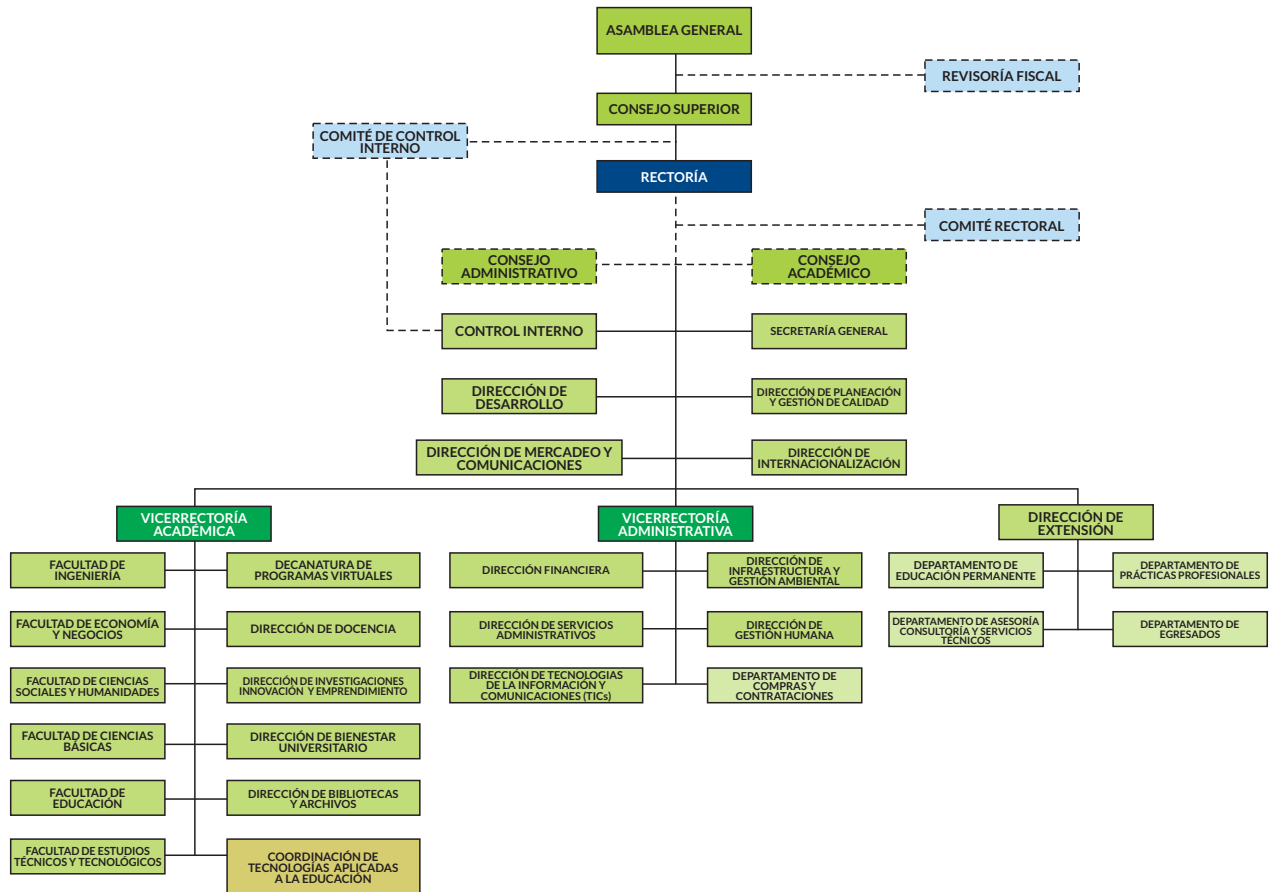 ASAMBLEA GENERAL
REVISORÍA FISCAL
CONSEJO SUPERIOR
COMITÉ DE CONTROL
INTERNO
RECTORÍA
COMITÉ RECTORAL
CONSEJO
ADMINISTRATIVO
CONSEJO
ACADÉMICO
CONTROL INTERNO
SECRETARÍA GENERAL
DIRECCIÓN DE
DESARROLLO
DIRECCIÓN DE PLANEACIÓN
Y GESTIÓN DE CALIDAD
DIRECCIÓN DE MERCADEO Y
COMUNICACIONES
DIRECCIÓN DE
INTERNACIONALIZACIÓN
VICERRECTORÍA
ACADÉMICA
FACULTAD DE
INGENIERÍA
DECANATURA DE
PROGRAMAS VIRTUALES
FACULTAD DE ECONOMÍA
Y NEGOCIOS
DIRECCIÓN DE DOCENCIA
FACULTAD DE CIENCIAS
SOCIALES Y HUMANIDADES
DIRECCIÓN DE INVESTIGACIONES
INNOVACIÓN Y EMPRENDIMIENTO
FACULTAD DE CIENCIAS
BÁSICAS
DIRECCIÓN DE BIENESTAR
UNIVERSITARIO
FACULTAD DE
EDUCACIÓN
DIRECCIÓN DE BIBLIOTECAS
Y ARCHIVOS
FACULTAD DE ESTUDIOS
TÉCNICOS Y TECNOLÓGICOS
COORDINACIÓN DE
TECNOLOGÍAS APLICADAS
A LA EDUCACIÓN
VICERRECTORÍA
ADMINISTRATIVA
DIRECCIÓN FINANCIERA
DIRECCIÓN DE
INFRAESTRUCTURA Y
GESTIÓN AMBIENTAL
DIRECCIÓN DE SERVICIOS
ADMINISTRATIVOS
DIRECCIÓN DE
GESTIÓN HUMANA
DIRECCIÓN DE TECNOLOGIAS
DE LA INFORMACIÓN Y
COMUNICACIONES (TICs)
DEPARTAMENTO DE
COMPRAS Y
CONTRATACIONES
DIRECCIÓN DE
EXTENSIÓN
DEPARTAMENTO DE
EDUCACIÓN PERMANENTE
DEPARTAMENTO DE
PRÁCTICAS PROFESIONALES
DEPARTAMENTO DE ASESORÍA
CONSULTORÍA Y SERVICIOS
TÉCNICOS
DEPARTAMENTO DE
EGRESADOS